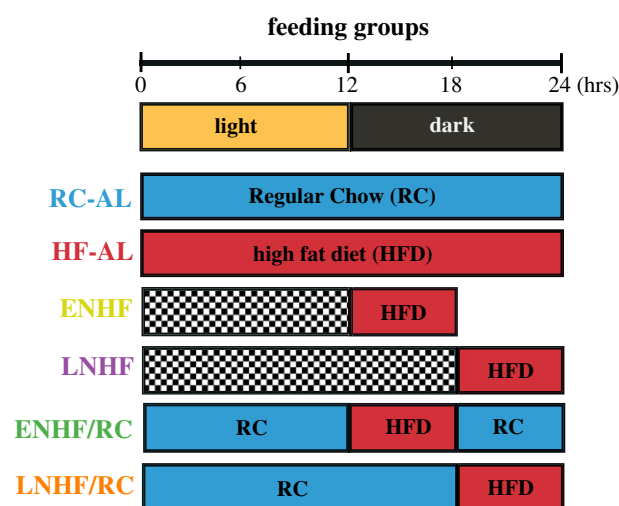 feeding groups
0 6 12 18 24 (hrs)
light dark
RC-AL Regular Chow (RC)
HF-AL high fat diet (HFD)
ENHF HFD
LNHF HFD
ENHF/RC RC HFD RC
LNHF/RC RC HFD